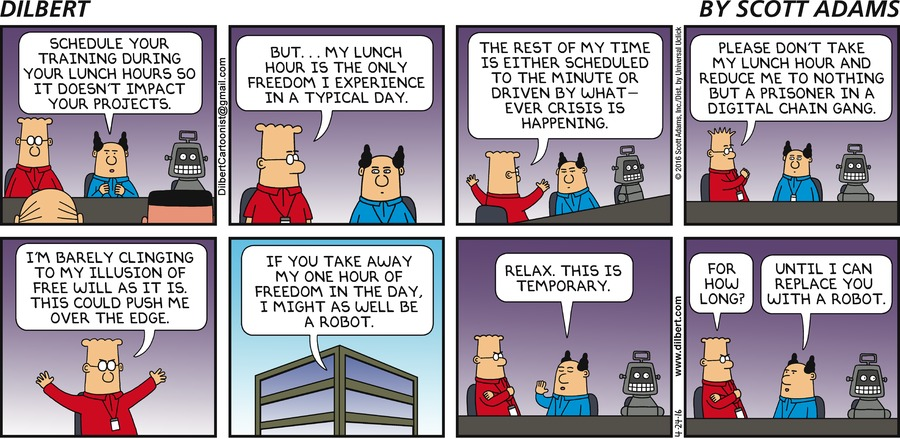 DILBERT
BY SCOTT ADAMS
SCHEDULE YOUR
TRAINING DURING
YOUR LUNCH HOURS SO
IT DOESN'T IMPACT
YOUR PROJECTS.
DilbertCartoonist@gmail.com
BUT...MY LUNCH
HOUR IS THE ONLY
FREEDOM I EXPERIENCE
IN A TYPICAL DAY.
THE REST OF MY TIME
IS EITHER SCHEDULED
TO THE MINUTE OR
DRIVEN BY WHAT-
EVER CRISIS IS
HAPPENING.
© 2016 Scott Adams, Inc./Dist. by Universal Uclick
PLEASE DON'T TAKE
MY LUNCH HOUR AND
REDUCE ME TO NOTHING
BUT A PRISONER IN A
DIGITAL CHAIN GANG.
I'M BARELY CLINGING
TO MY ILLUSION OF
FREE WILL AS IT IS.
THIS COULD PUSH ME
OVER THE EDGE.
IF YOU TAKE AWAY
MY ONE HOUR OF
FREEDOM IN THE DAY,
I MIGHT AS WELL BE
A ROBOT.
RELAX. THIS IS
TEMPORARY.
4-24-16
www.dilbert.com
FOR
HOW
LONG?
UNTIL I CAN
REPLACE YOU
WITH A ROBOT.